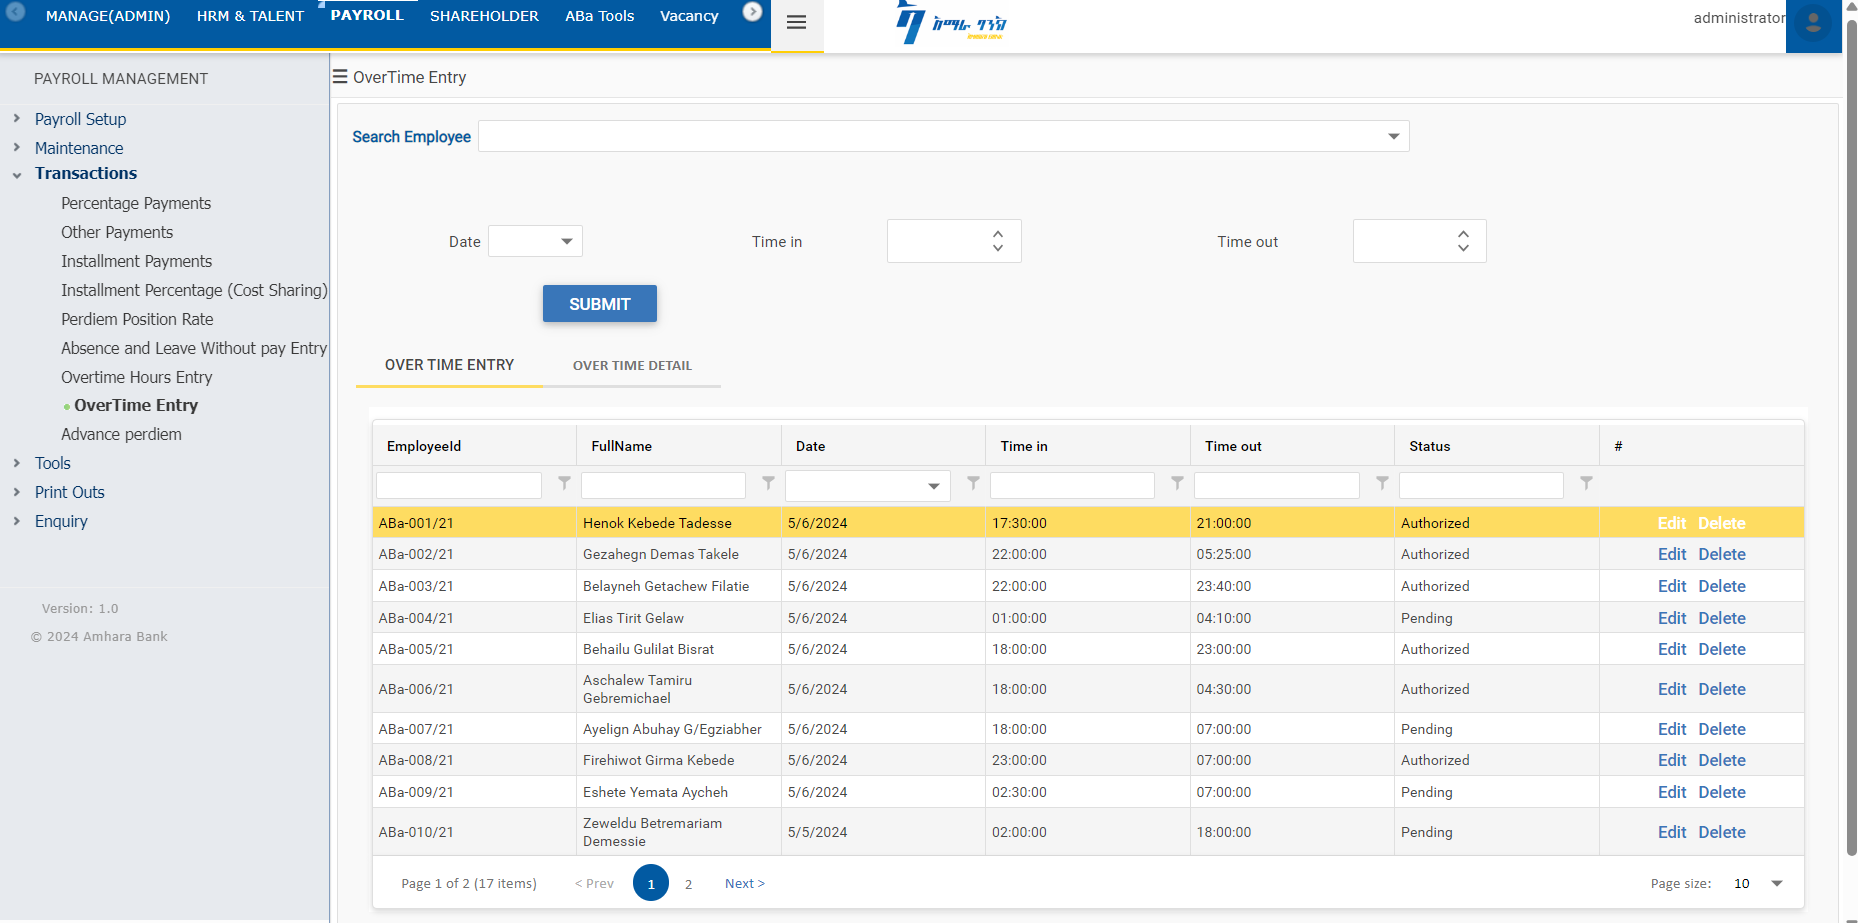 MANAGE(ADMIN) HRM & TALENT PAYROLL SHAREHOLDER ABa Tools Vacancy
አማራ ባንክ
administrator
PAYROLL MANAGEMENT
Payroll Setup
Maintenance
Transactions
Percentage Payments
Other Payments
Installment Payments
Installment Percentage (Cost Sharing)
Perdiem Position Rate
Absence and Leave Without pay Entry
Overtime Hours Entry
OverTime Entry
Advance perdiem
Tools
Print Outs
Enquiry
Version: 1.0
© 2024 Amhara Bank
OverTime Entry
Search Employee
Date Time in Time out
SUBMIT
OVER TIME ENTRY OVER TIME DETAIL
EmployeeId FullName Date Time in Time out Status #
ABa-001/21 Henok Kebede Tadesse 5/6/2024 17:30:00 21:00:00 Authorized Edit Delete
ABa-002/21 Gezahegn Demas Takele 5/6/2024 22:00:00 05:25:00 Authorized Edit Delete
ABa-003/21 Belayneh Getachew Filatie 5/6/2024 22:00:00 23:40:00 Authorized Edit Delete
ABa-004/21 Elias Tirit Gelaw 5/6/2024 01:00:00 04:10:00 Pending Edit Delete
ABa-005/21 Behailu Gulilat Bisrat 5/6/2024 18:00:00 23:00:00 Authorized Edit Delete
ABa-006/21 Aschalew Tamiru Gebremichael 5/6/2024 18:00:00 04:30:00 Authorized Edit Delete
ABa-007/21 Ayelign Abuhay G/Egziabher 5/6/2024 18:00:00 07:00:00 Pending Edit Delete
ABa-008/21 Firehiwot Girma Kebede 5/6/2024 23:00:00 07:00:00 Authorized Edit Delete
ABa-009/21 Eshete Yemata Aycheh 5/6/2024 02:30:00 07:00:00 Pending Edit Delete
ABa-010/21 Zeweldu Betremariam Demessie 5/5/2024 02:00:00 18:00:00 Pending Edit Delete
Page 1 of 2 (17 items) < Prev 1 2 Next > Page size: 10